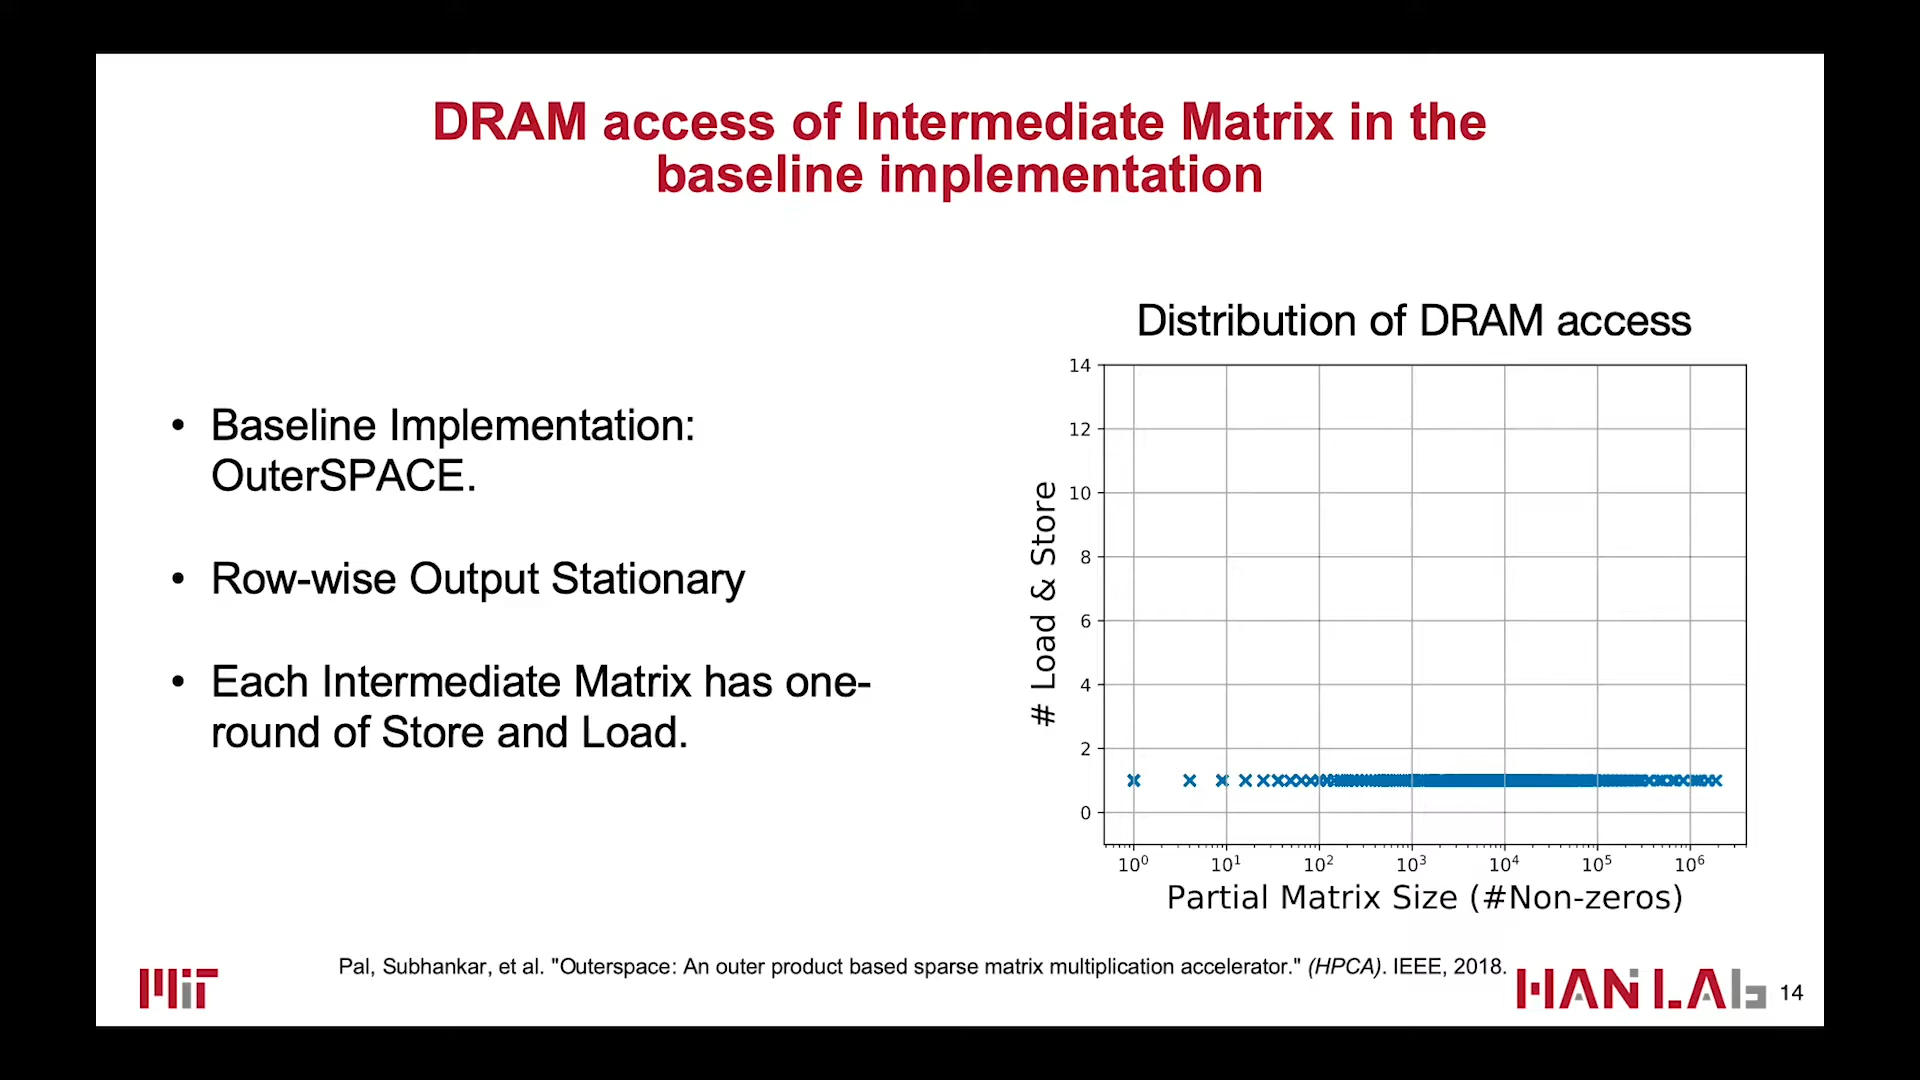 DRAM access of Intermediate Matrix in the
baseline implementation
• Baseline Implementation:
OuterSPACE.
• Row-wise Output Stationary
• Each Intermediate Matrix has one-
round of Store and Load.
Distribution of DRAM access
# Load & Store
14
12
10
8
6
4
2
0
10⁰ 10¹ 10² 10³ 10⁴ 10⁵ 10⁶
Partial Matrix Size (#Non-zeros)
Pal, Subhankar, et al. "Outerspace: An outer product based sparse matrix multiplication accelerator." (HPCA). IEEE, 2018.
MIT
HAN LAb
14